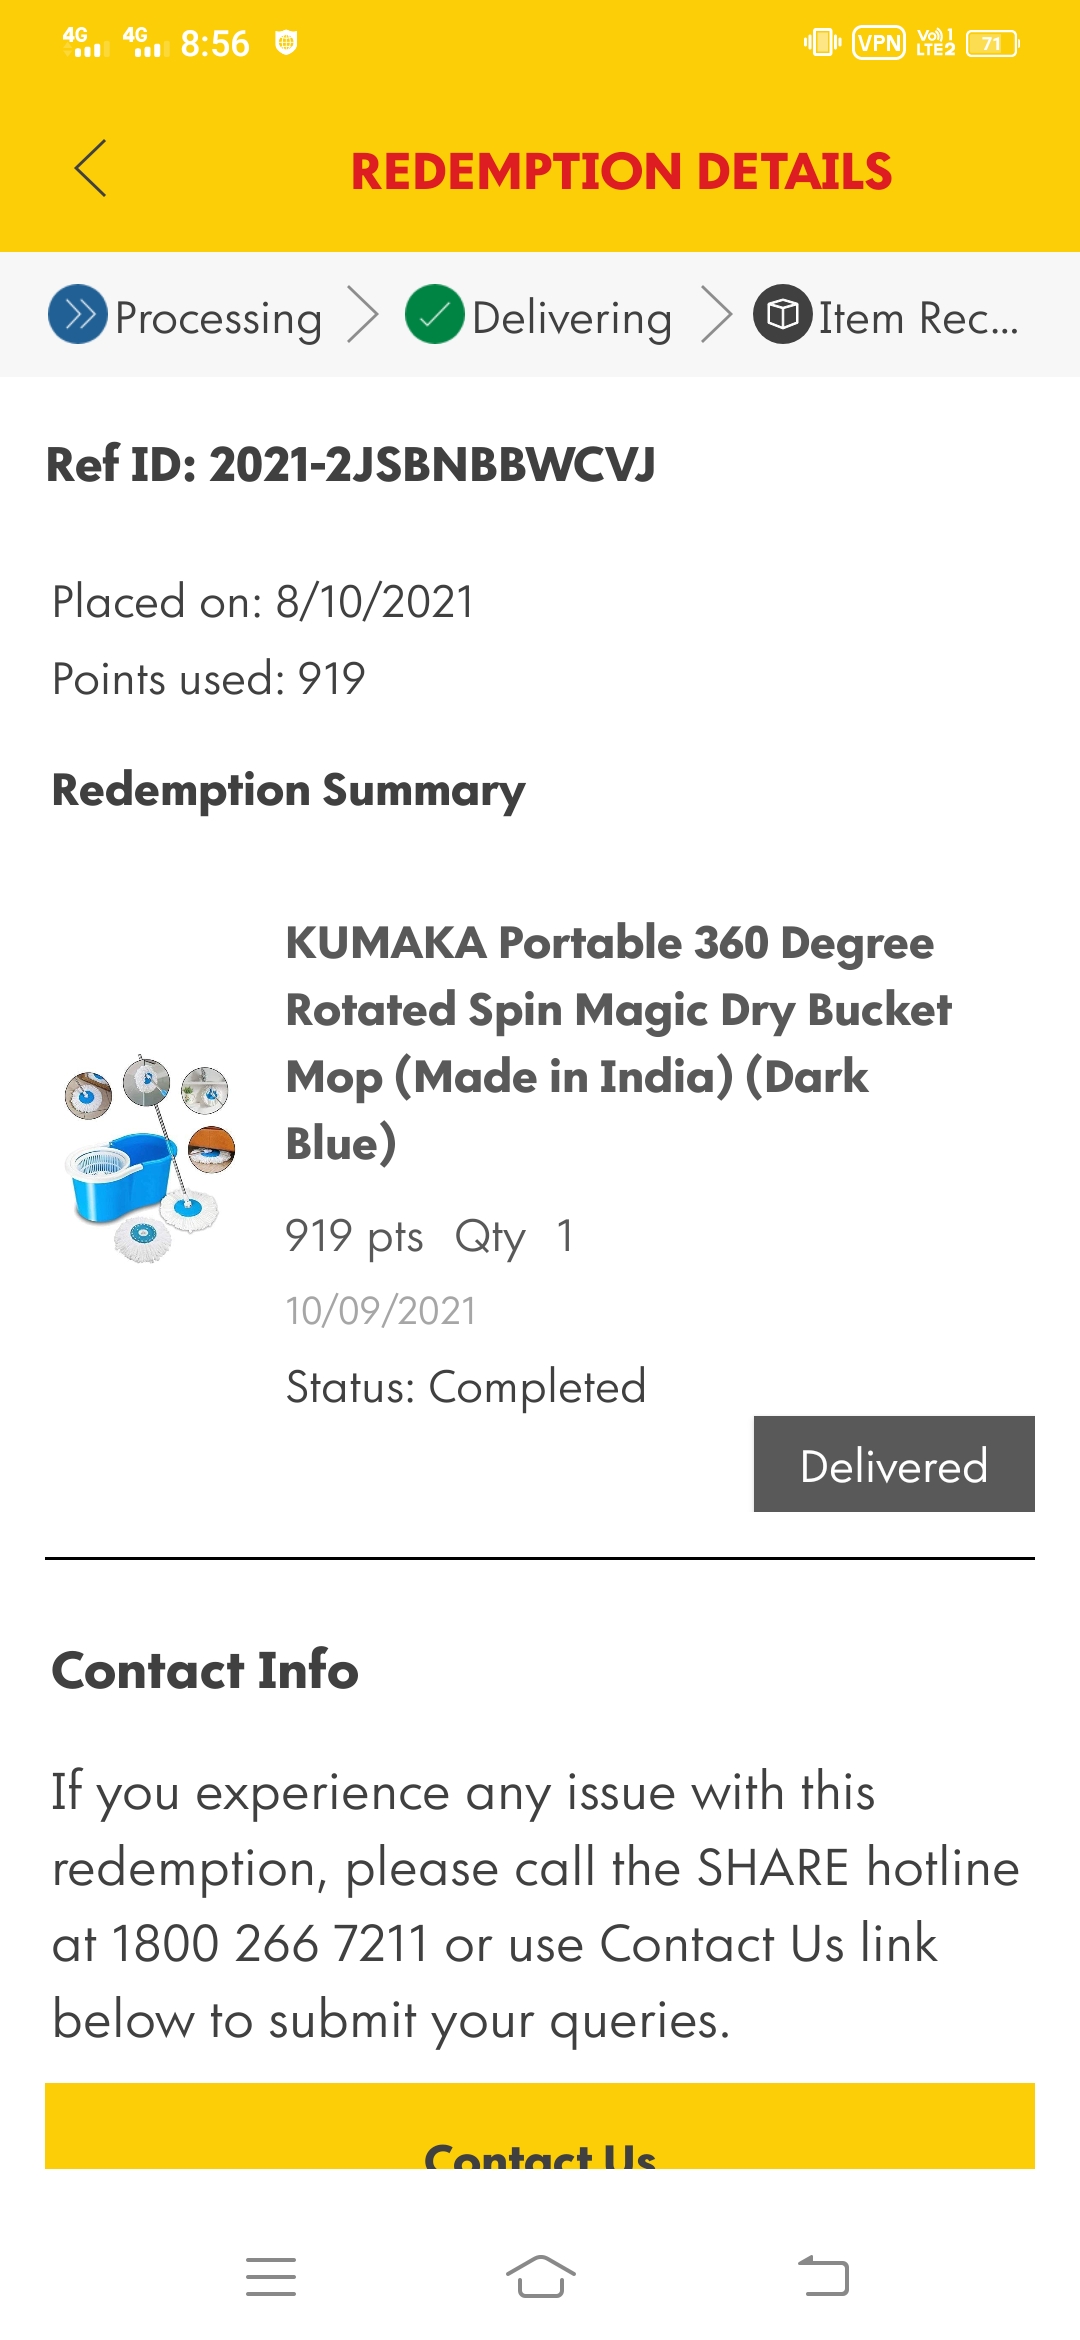 4G 4G 8:56 VPN Vo) 1 LTE2 71
REDEMPTION DETAILS
Processing Delivering Item Rec...
Ref ID: 2021-2JSBNBBWCVJ
Placed on: 8/10/2021
Points used: 919
Redemption Summary
KUMAKA Portable 360 Degree
Rotated Spin Magic Dry Bucket
Mop (Made in India) (Dark
Blue)
919 pts Qty 1
10/09/2021
Status: Completed
Delivered
Contact Info
If you experience any issue with this
redemption, please call the SHARE hotline
at 1800 266 7211 or use Contact Us link
below to submit your queries.
Contact Us